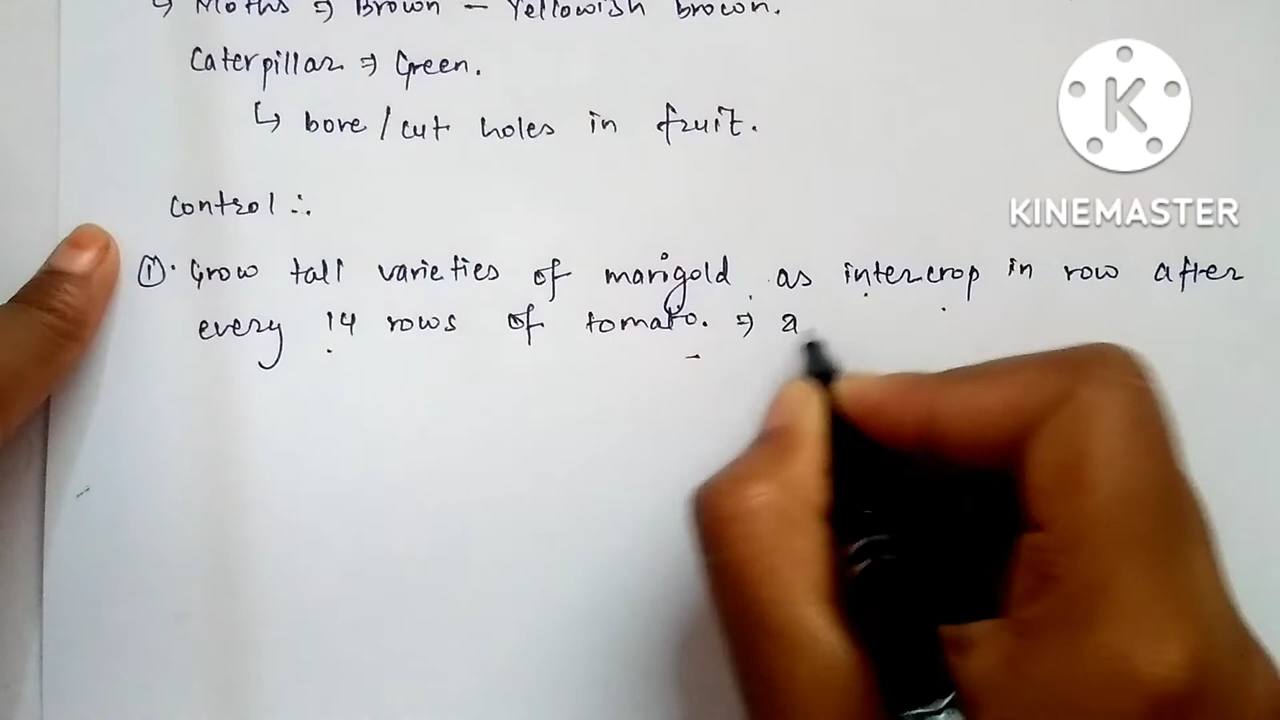 ↳ Moths ⇒ Brown - Yellowish brown.
Caterpillar ⇒ Green.
↳ bore / cut holes in fruit.
K
KINEMASTER
Control ∴
①. Grow tall varieties of marigold as intercrop in row after
every 14 rows of tomato. ⇒ a